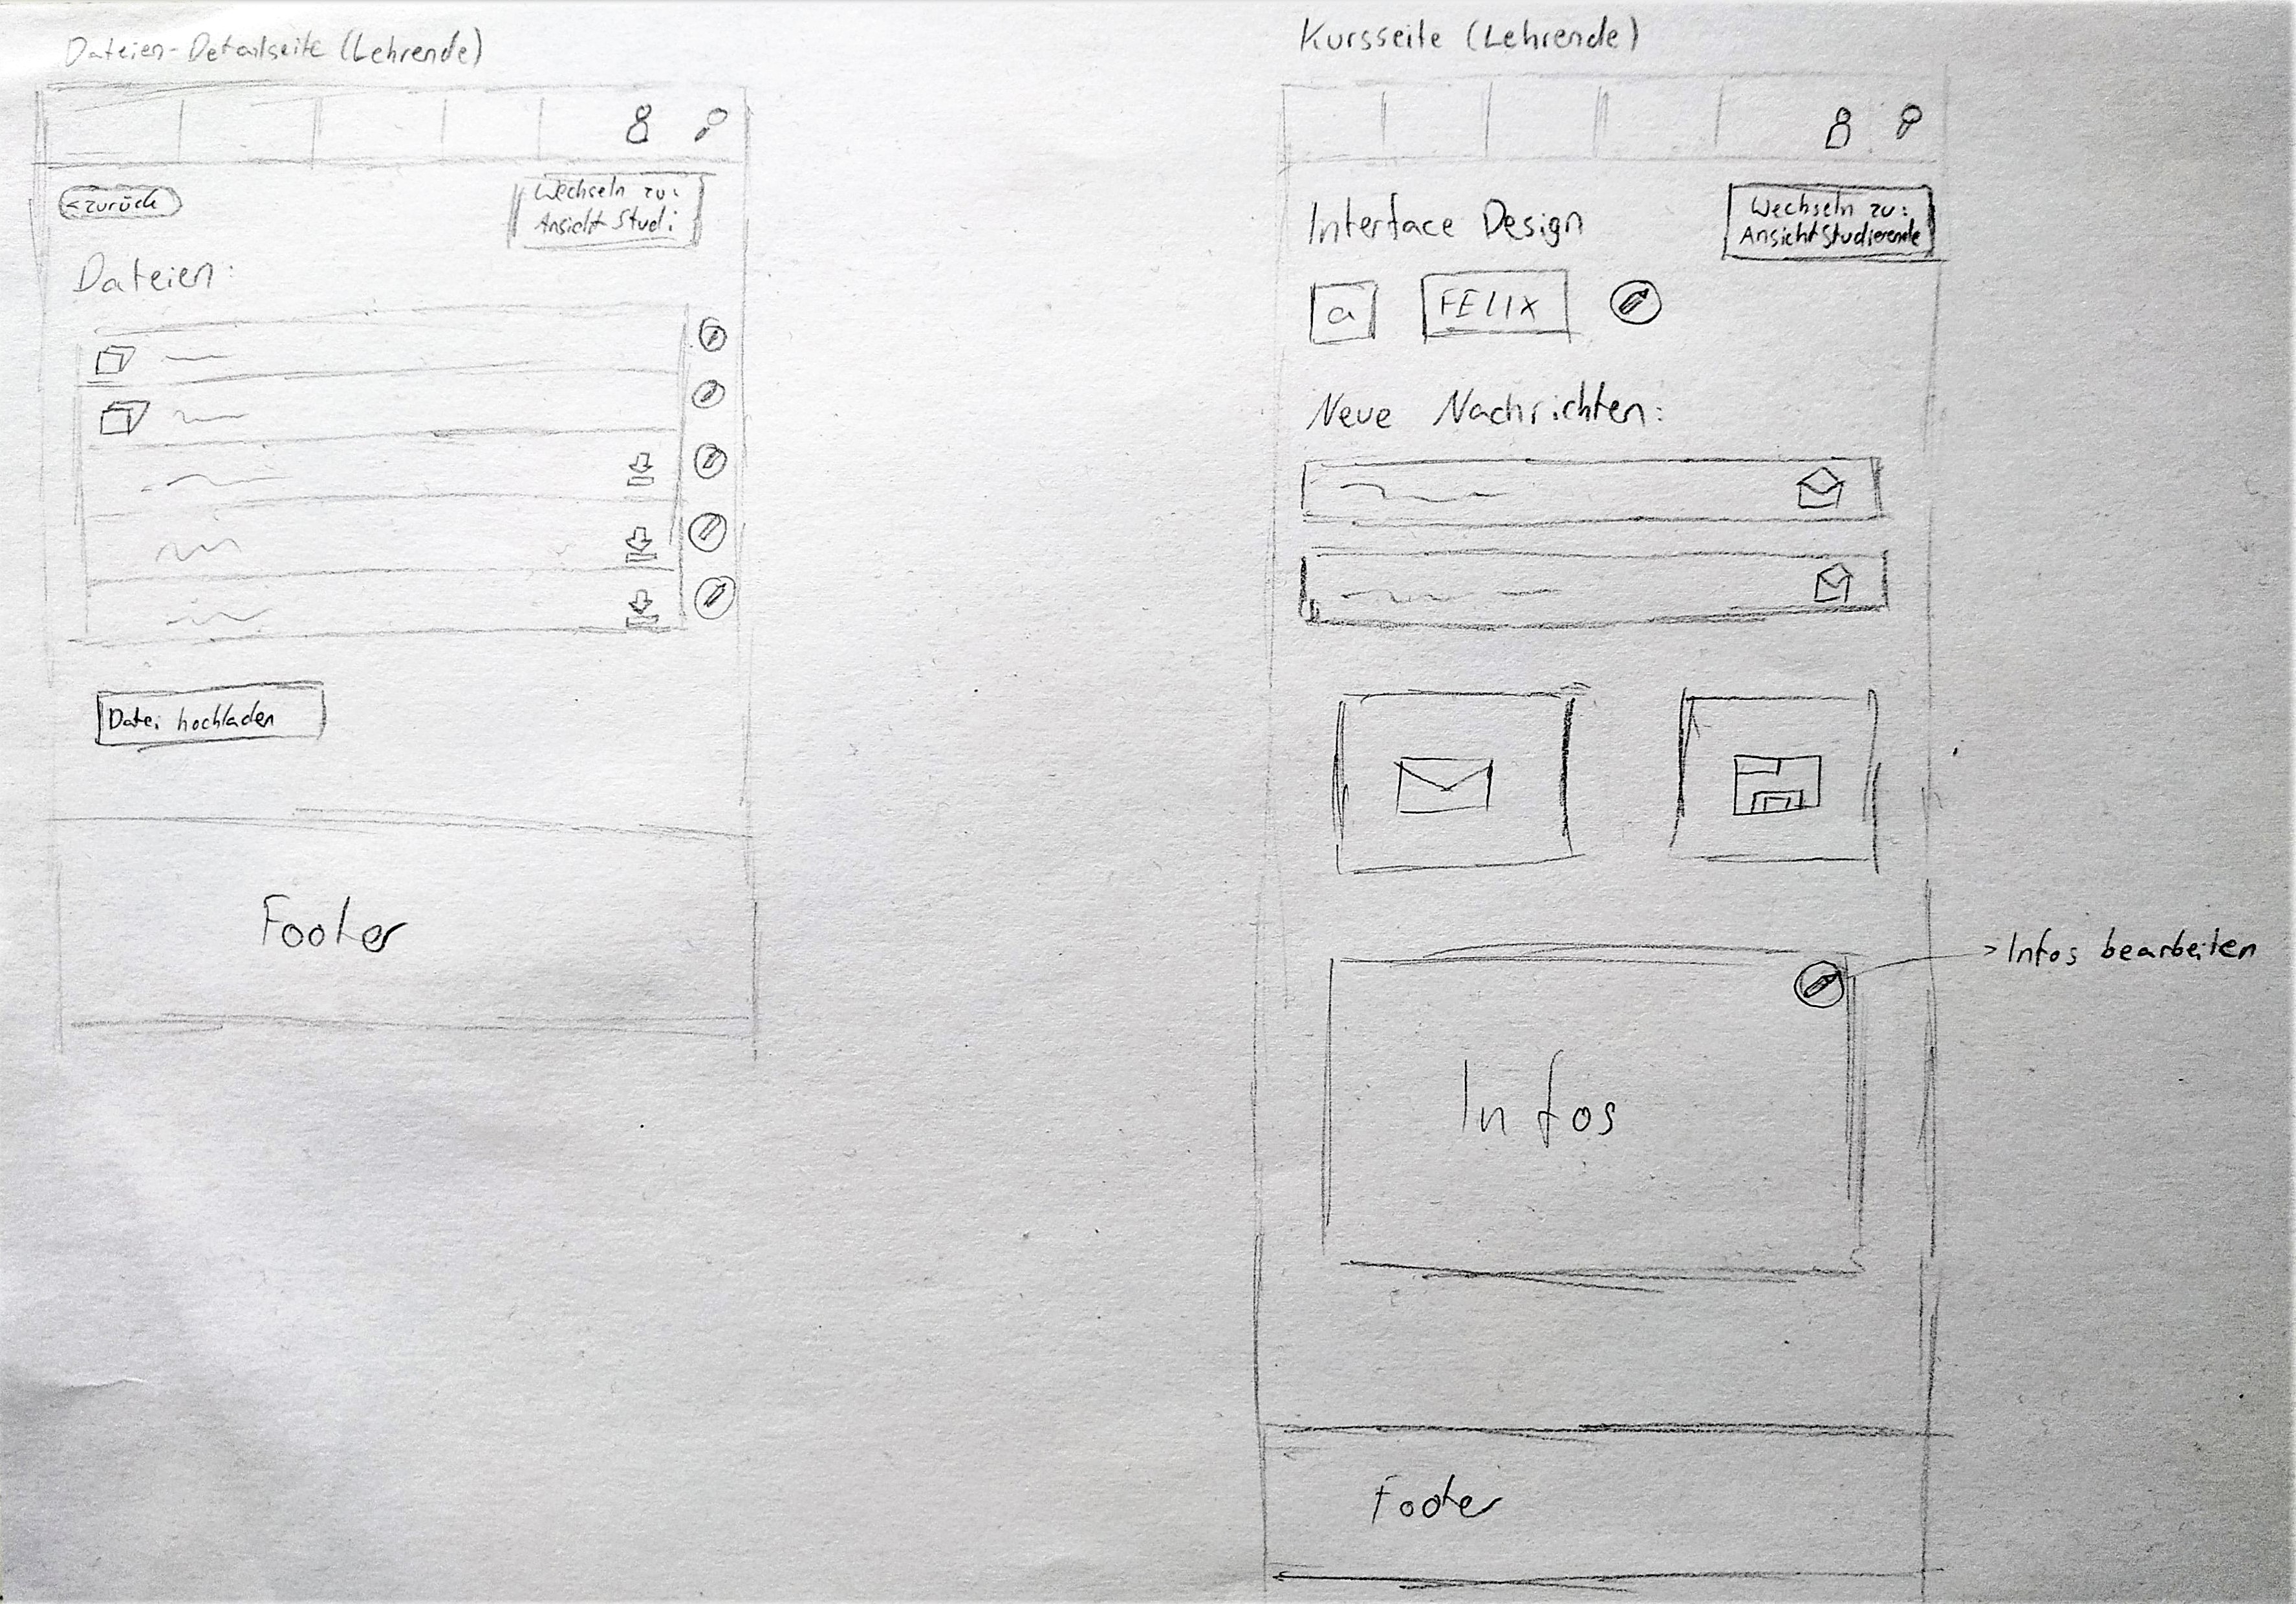 Dateien-Detailseite (Lehrende)
< zurück
Wechseln zu:
Ansicht Studi
Dateien:
Datei hochladen
Footer
Kursseite (Lehrende)
Interface Design
Wechseln zu:
Ansicht Studierende
a
FELIX
Neue Nachrichten:
> Infos bearbeiten
Infos
Footer